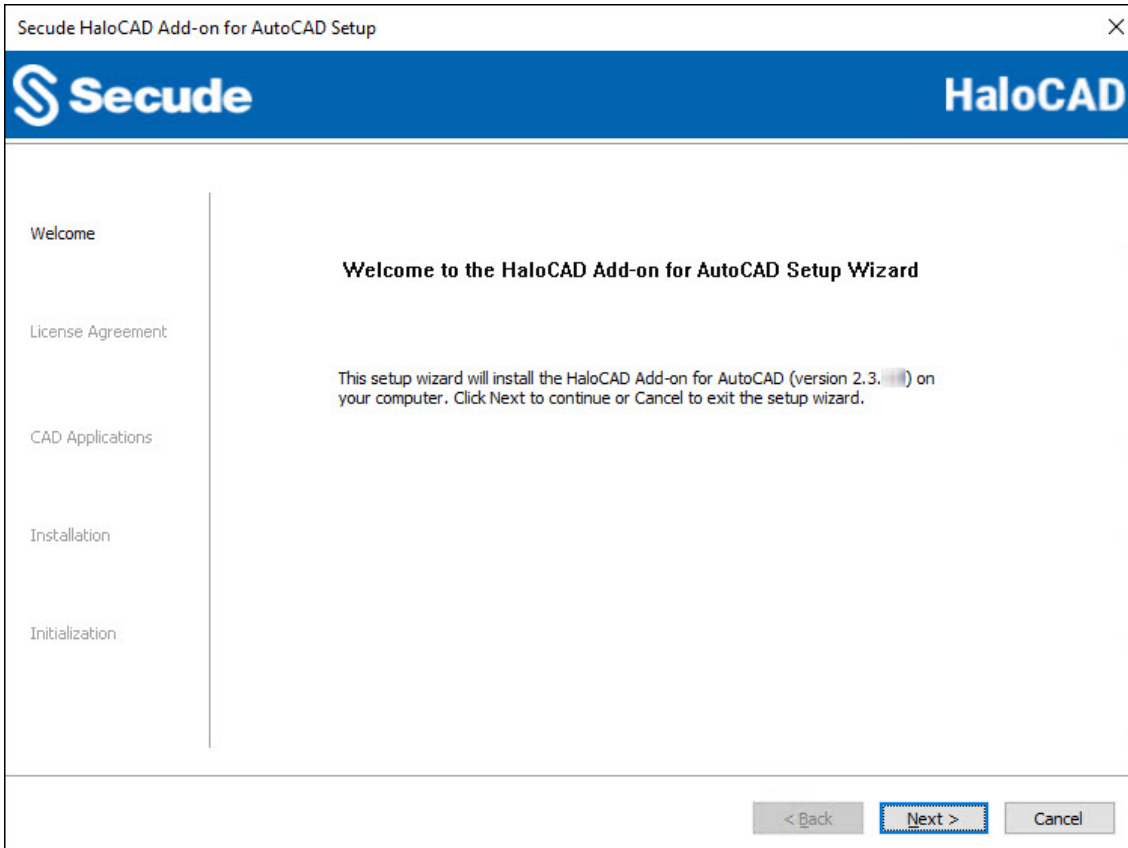 Secude HaloCAD Add-on for AutoCAD Setup
Secude
HaloCAD
Welcome
License Agreement
CAD Applications
Installation
Initialization
Welcome to the HaloCAD Add-on for AutoCAD Setup Wizard
This setup wizard will install the HaloCAD Add-on for AutoCAD (version 2.3. ) on
your computer. Click Next to continue or Cancel to exit the setup wizard.
< Back
Next >
Cancel